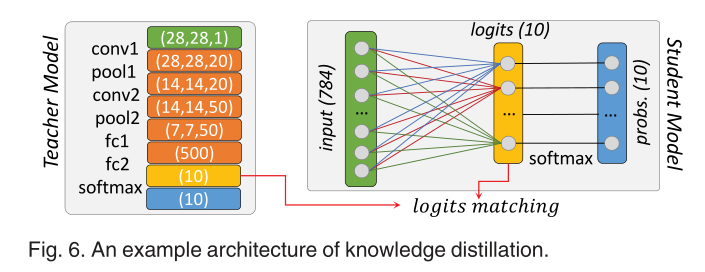 Teacher Model
(28,28,1)
conv1
(28,28,20)
pool1
(14,14,20)
conv2
(14,14,50)
pool2
(7,7,50)
fc1
(500)
fc2
(10)
softmax
(10)
logits (10)
input (784)
...
...
...
softmax
probs. (10)
Student Model
logits matching
Fig. 6. An example architecture of knowledge distillation.